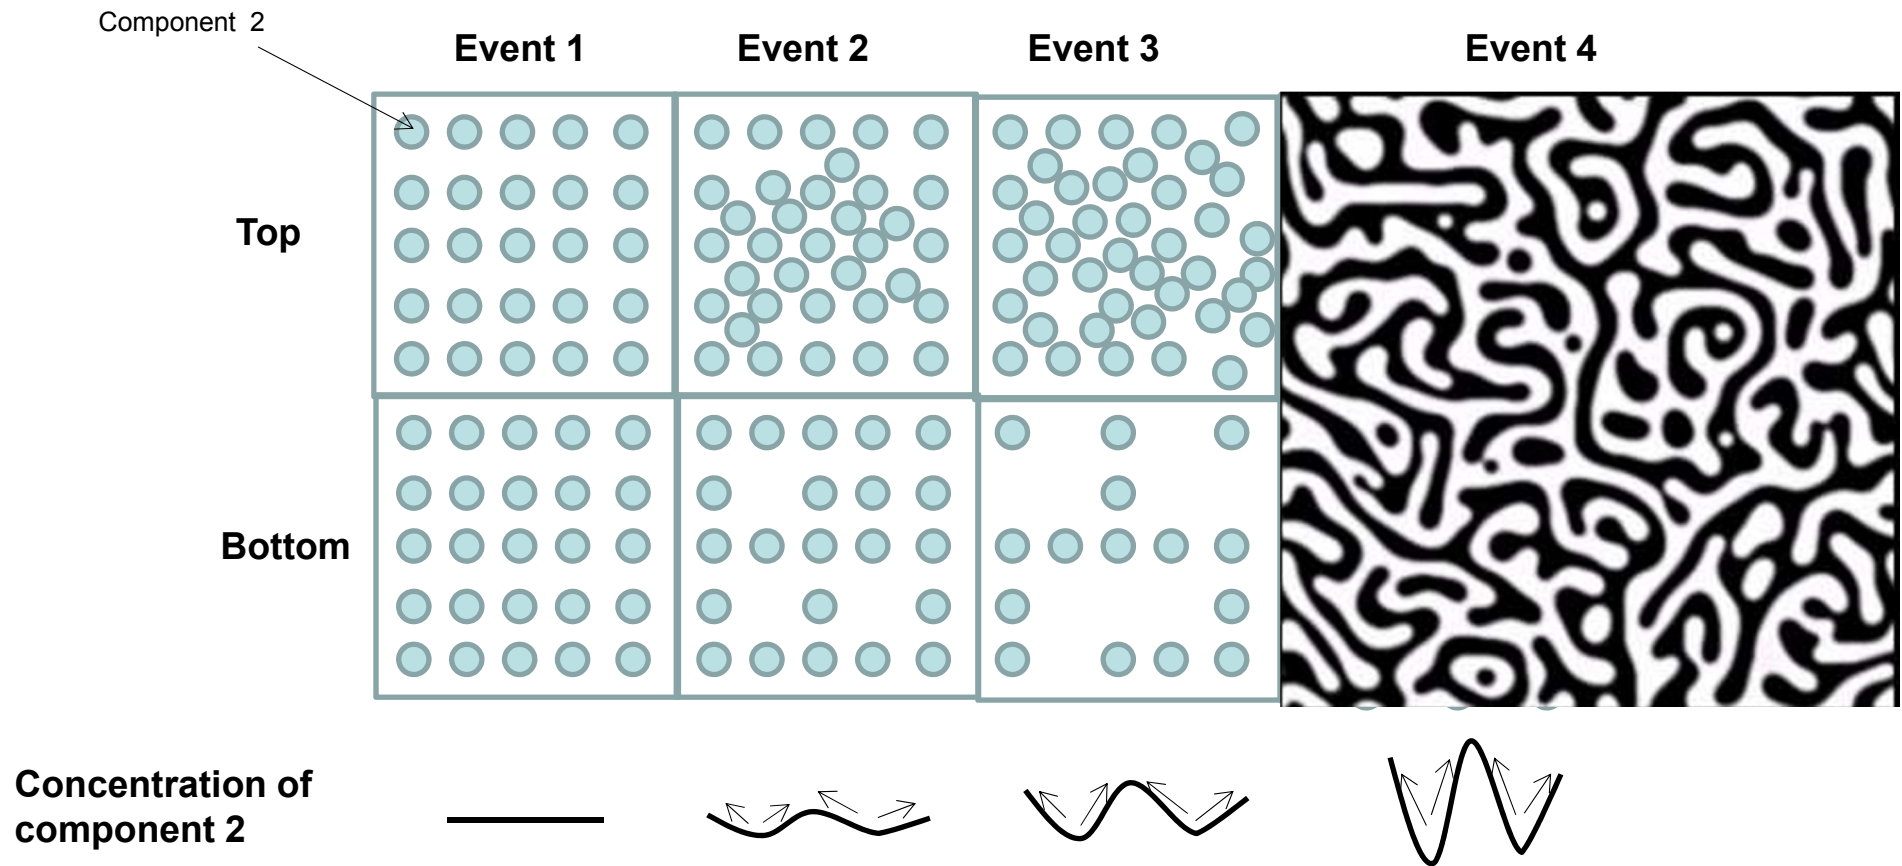 Component 2
Event 1
Event 2
Event 3
Event 4
Top
Bottom
Concentration of
component 2